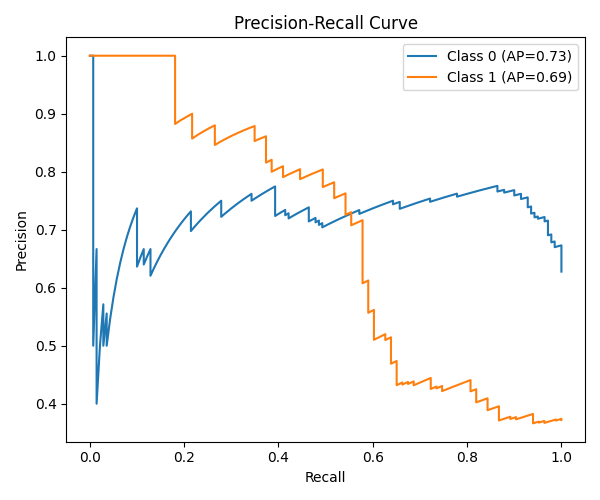 Precision-Recall Curve
Class 0 (AP=0.73)
Class 1 (AP=0.69)
Precision
1.0
0.9
0.8
0.7
0.6
0.5
0.4
0.0 0.2 0.4 0.6 0.8 1.0
Recall